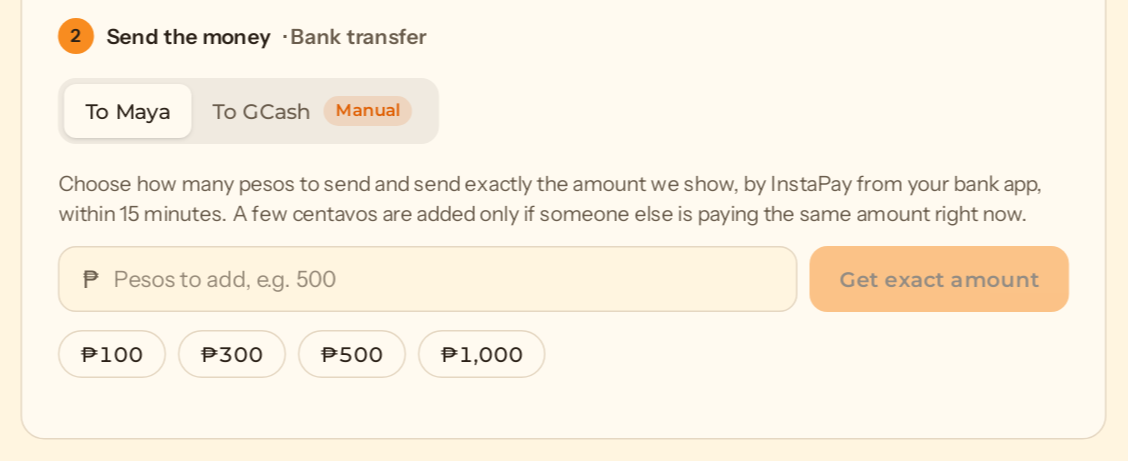 2 Send the money · Bank transfer
To Maya To GCash Manual
Choose how many pesos to send and send exactly the amount we show, by InstaPay from your bank app,
within 15 minutes. A few centavos are added only if someone else is paying the same amount right now.
₱ Pesos to add, e.g. 500 Get exact amount
₱100 ₱300 ₱500 ₱1,000